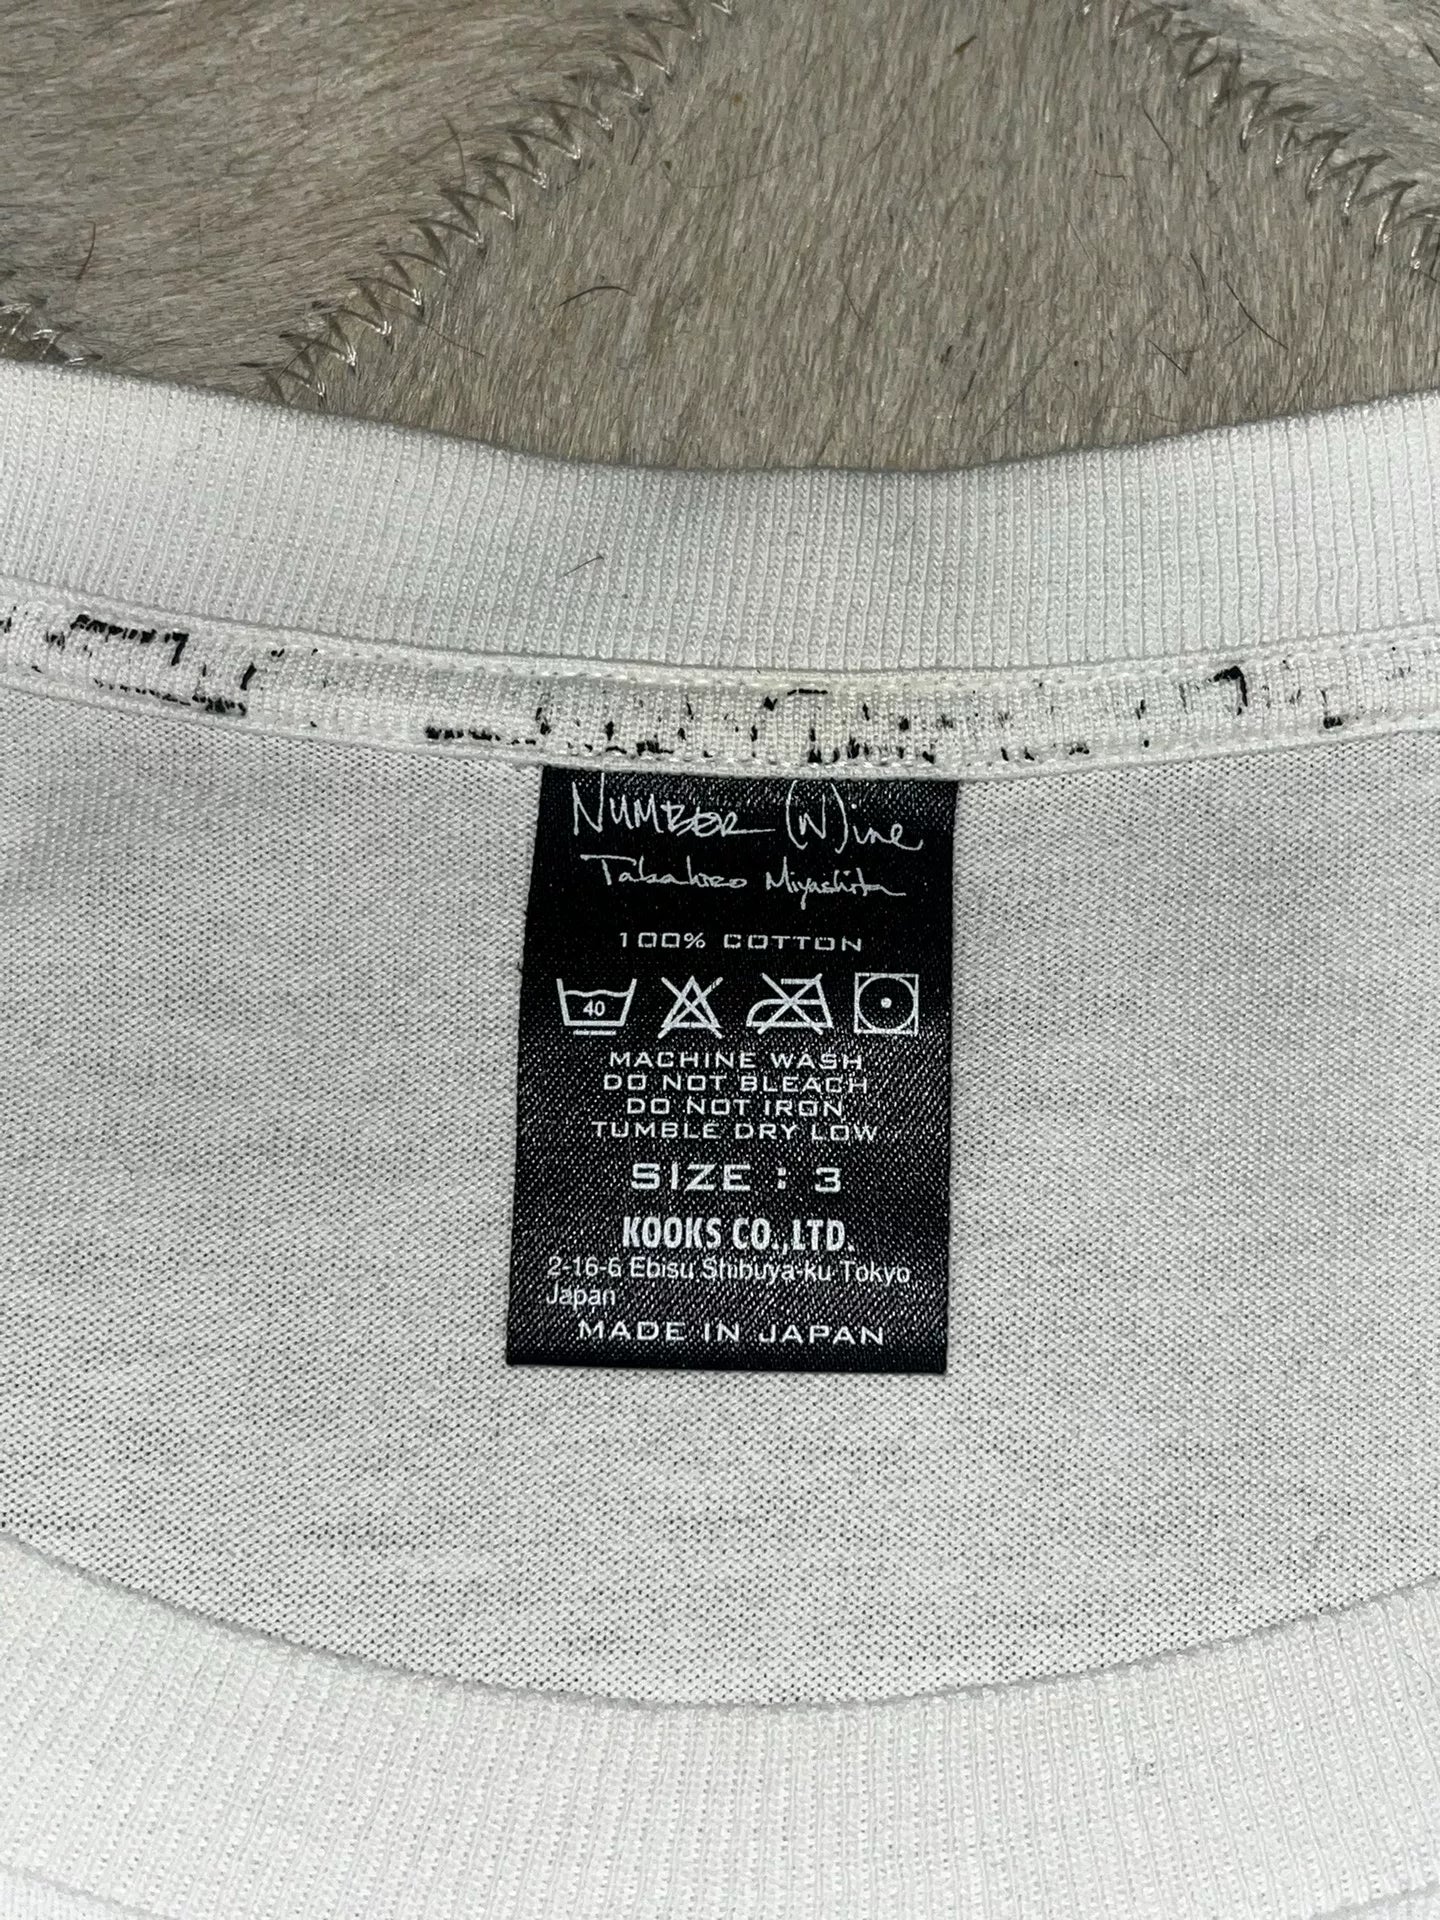 NUMBER (N)ine
Takahiro Miyashita
100% COTTON
40
MACHINE WASH
DO NOT BLEACH
DO NOT IRON
TUMBLE DRY LOW
SIZE : 3
KOOKS CO.,LTD.
2-16-6 Ebisu Shibuya-ku Tokyo
Japan
MADE IN JAPAN